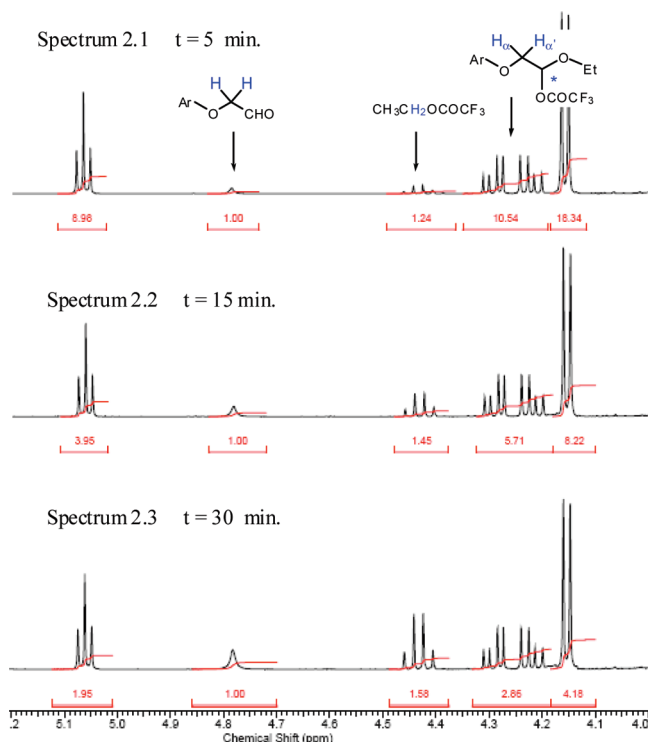 Spectrum 2.1 t = 5 min.
H H
Ar O CHO
CH₃CH₂OCOCF₃
Hα Hα'
Ar O O Et
*
OCOCF₃
8.98 1.00 1.24 10.54 18.34
Spectrum 2.2 t = 15 min.
3.95 1.00 1.45 5.71 8.22
Spectrum 2.3 t = 30 min.
1.95 1.00 1.58 2.86 4.18
.2 5.1 5.0 4.9 4.8 4.7 4.6 4.5 4.4 4.3 4.2 4.1 4.0
Chemical Shift (ppm)